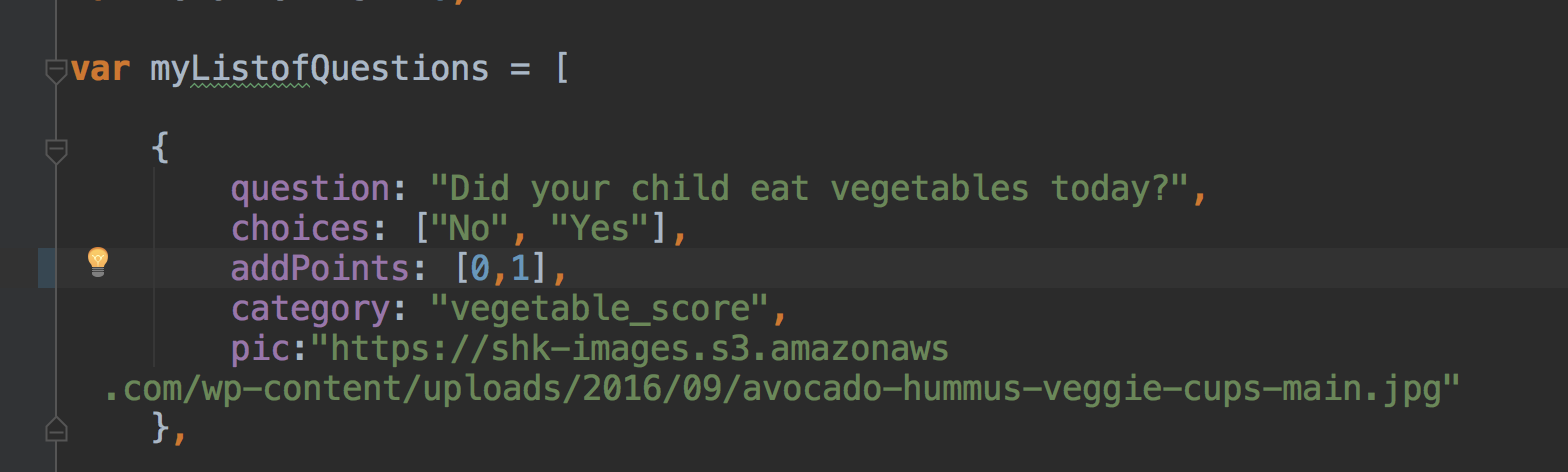 var myListofQuestions = [
{
question: "Did your child eat vegetables today?",
choices: ["No", "Yes"],
addPoints: [0,1],
category: "vegetable_score",
pic:"https://shk-images.s3.amazonaws
.com/wp-content/uploads/2016/09/avocado-hummus-veggie-cups-main.jpg"
},